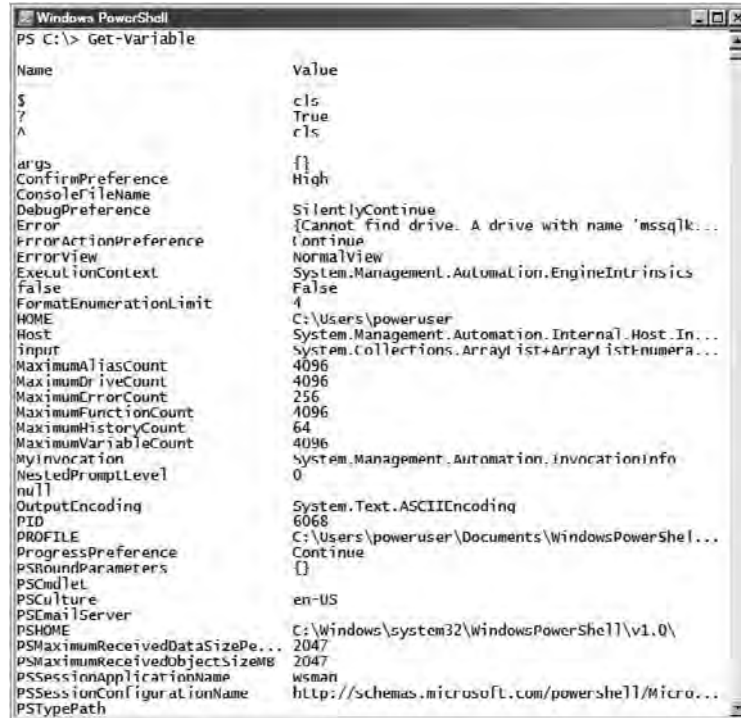 Windows PowerShell
PS C:\> Get-Variable
Name Value
$ cls
? True
^ cls
args {}
ConfirmPreference High
ConsoleFileName
DebugPreference SilentlyContinue
Error {Cannot find drive. A drive with name 'mssqlk...
ErrorActionPreference Continue
ErrorView NormalView
ExecutionContext System.Management.Automation.EngineIntrinsics
false False
FormatEnumerationLimit 4
HOME C:\Users\poweruser
Host System.Management.Automation.Internal.Host.In...
input System.Collections.ArrayList+ArrayListEnumera...
MaximumAliasCount 4096
MaximumDriveCount 4096
MaximumErrorCount 256
MaximumFunctionCount 4096
MaximumHistoryCount 64
MaximumVariableCount 4096
MyInvocation System.Management.Automation.InvocationInfo
NestedPromptLevel 0
null
OutputEncoding System.Text.ASCIIEncoding
PID 6068
PROFILE C:\Users\poweruser\Documents\WindowsPowerShel...
ProgressPreference Continue
PSBoundParameters {}
PSCmdlet
PSCulture en-US
PSEmailServer
PSHOME C:\Windows\system32\WindowsPowerShell\v1.0\
PSMaximumReceivedDataSizePe... 2047
PSMaximumReceivedObjectSizeMB 2047
PSSessionApplicationName wsman
PSSessionConfigurationName http://schemas.microsoft.com/powershell/Micro...
PSTypePath